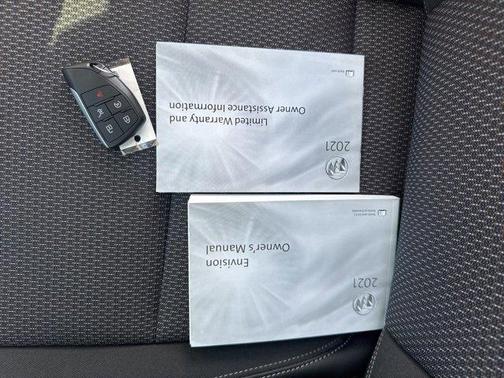 2021
Limited Warranty and
Owner Assistance Information
2021
Envision
Owner's Manual